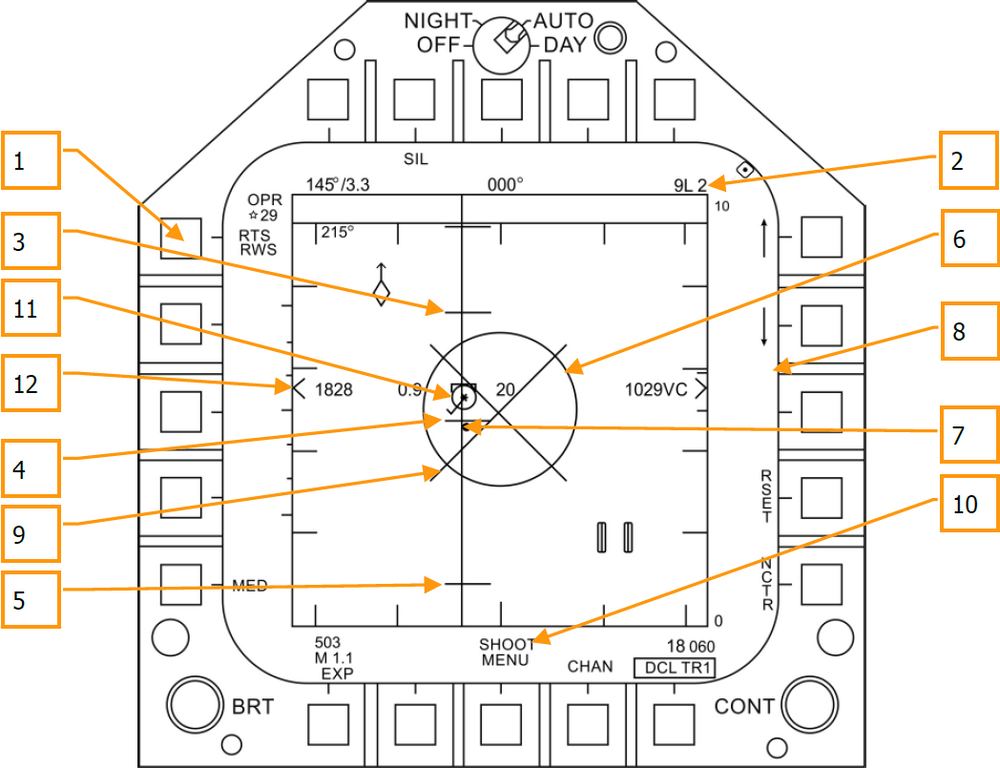 NIGHT AUTO
OFF DAY
SIL
145°/3.3 000° 9L 2
OPR
☆29
10
RTS
RWS
215°
1828 0.9 20 1029VC
RSET
NCTR
MED
0
503
M 1.1
EXP
SHOOT
MENU
CHAN
18 060
DCL TR1
BRT CONT
1
3
11
12
4
9
5
2
6
8
7
10